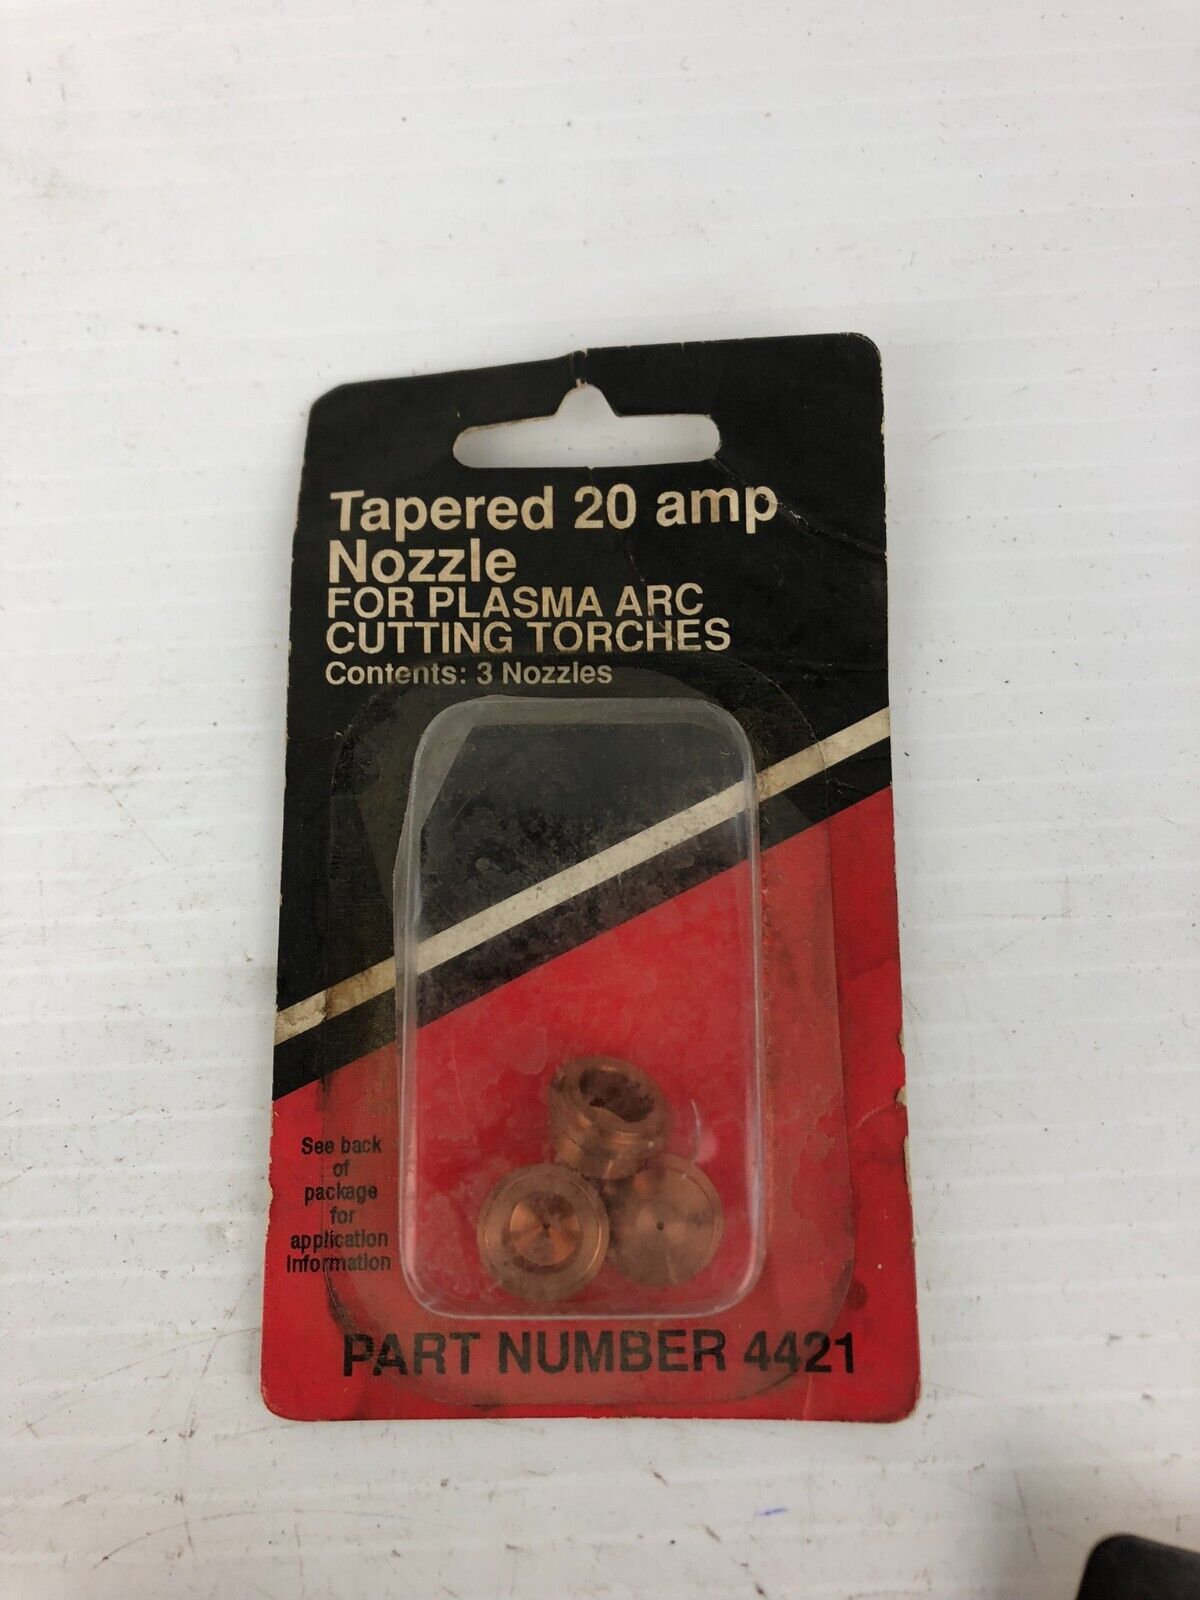 Tapered 20 amp
Nozzle
FOR PLASMA ARC
CUTTING TORCHES
Contents: 3 Nozzles
See back
of
package
for
application
information
PART NUMBER 4421